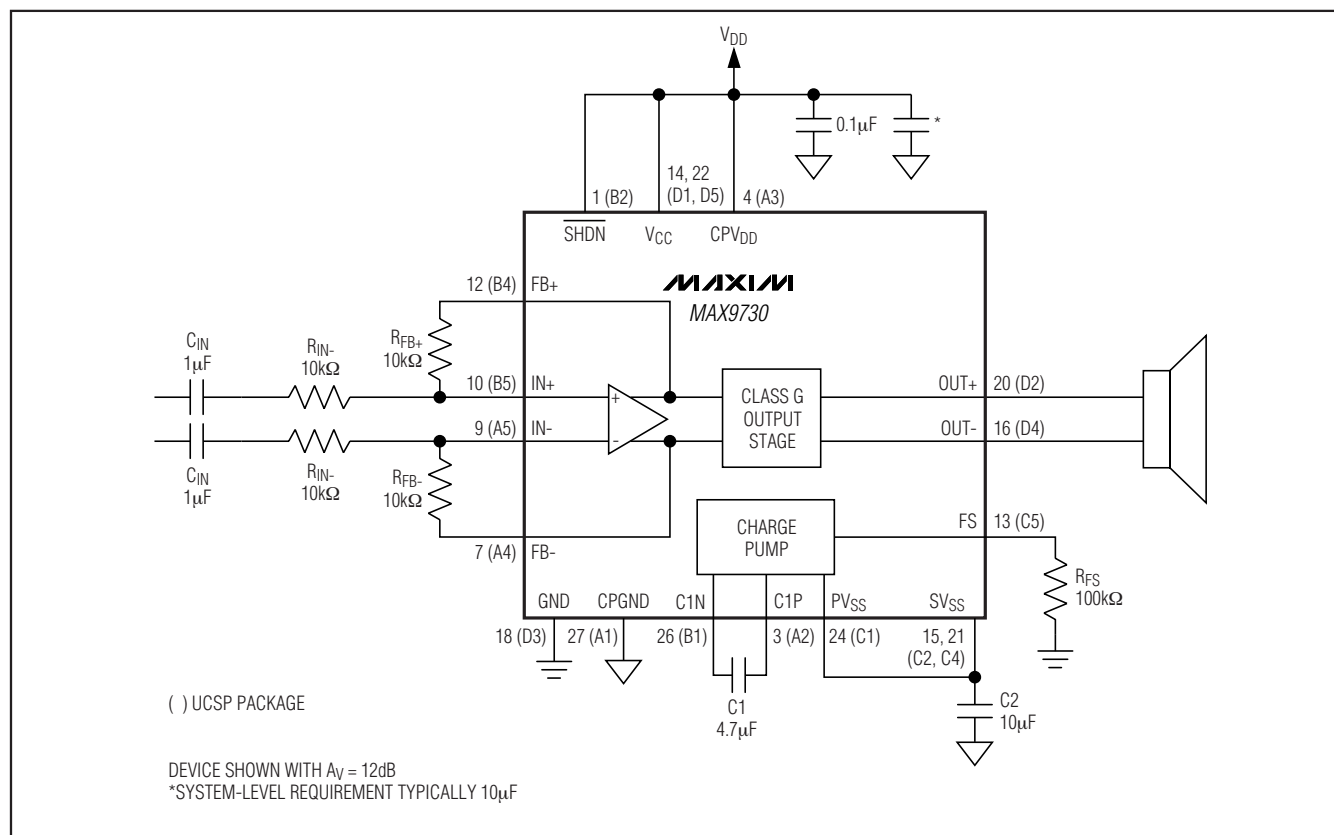 VDD
0.1µF
*
14, 22
(D1, D5)
1 (B2)
4 (A3)
SHDN
VCC
CPVDD
12 (B4)
FB+
MAXIM
MAX9730
CIN
1µF
RIN-
10kΩ
RFB+
10kΩ
10 (B5)
IN+
+
CLASS G
OUTPUT
STAGE
OUT+
20 (D2)
9 (A5)
IN-
-
OUT-
16 (D4)
CIN
1µF
RIN-
10kΩ
RFB-
10kΩ
CHARGE
PUMP
FS
13 (C5)
7 (A4)
FB-
RFS
100kΩ
GND
CPGND
C1N
C1P
PVSS
SVSS
18 (D3)
27 (A1)
26 (B1)
3 (A2)
24 (C1)
15, 21
(C2, C4)
C1
4.7µF
C2
10µF
( ) UCSP PACKAGE
DEVICE SHOWN WITH AV = 12dB
*SYSTEM-LEVEL REQUIREMENT TYPICALLY 10µF